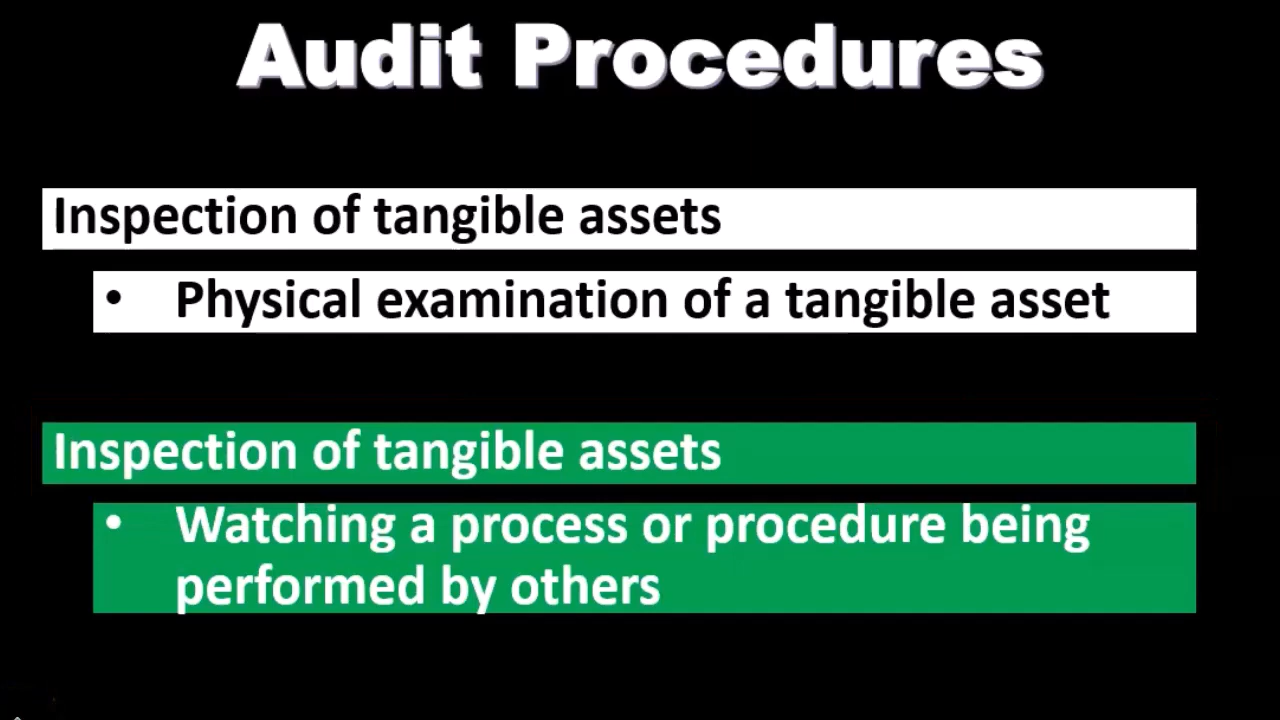 Audit Procedures
Inspection of tangible assets
• Physical examination of a tangible asset
Inspection of tangible assets
• Watching a process or procedure being
performed by others